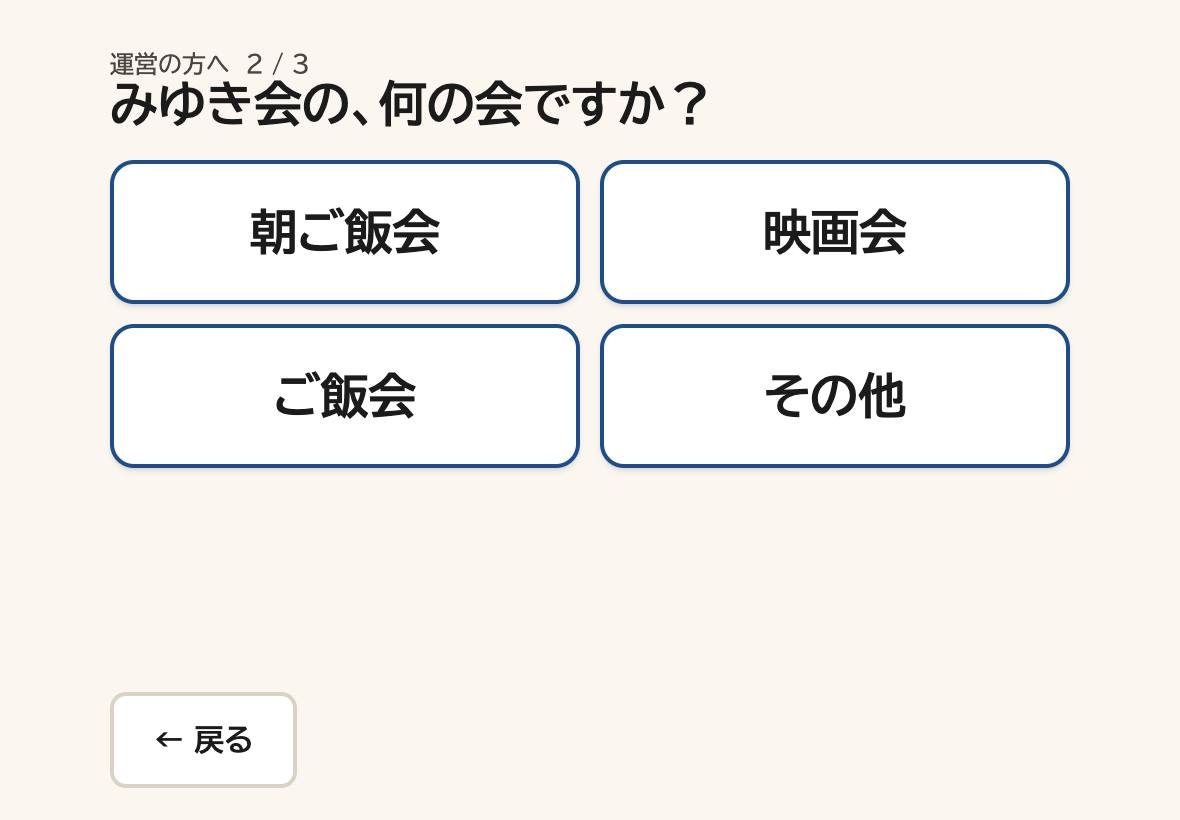 運営の方へ 2 / 3
みゆき会の、何の会ですか？
朝ご飯会
映画会
ご飯会
その他
← 戻る